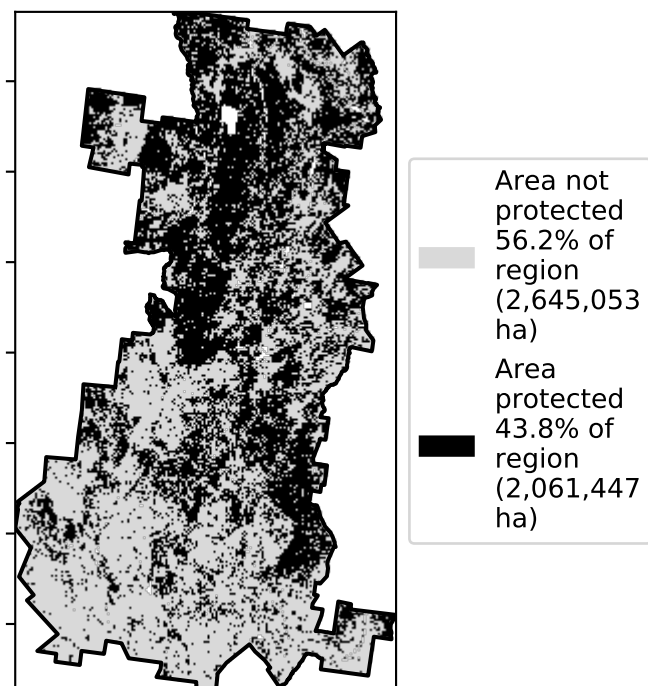 Area not
protected
56.2% of
region
(2,645,053
ha)
Area
protected
43.8% of
region
(2,061,447
ha)